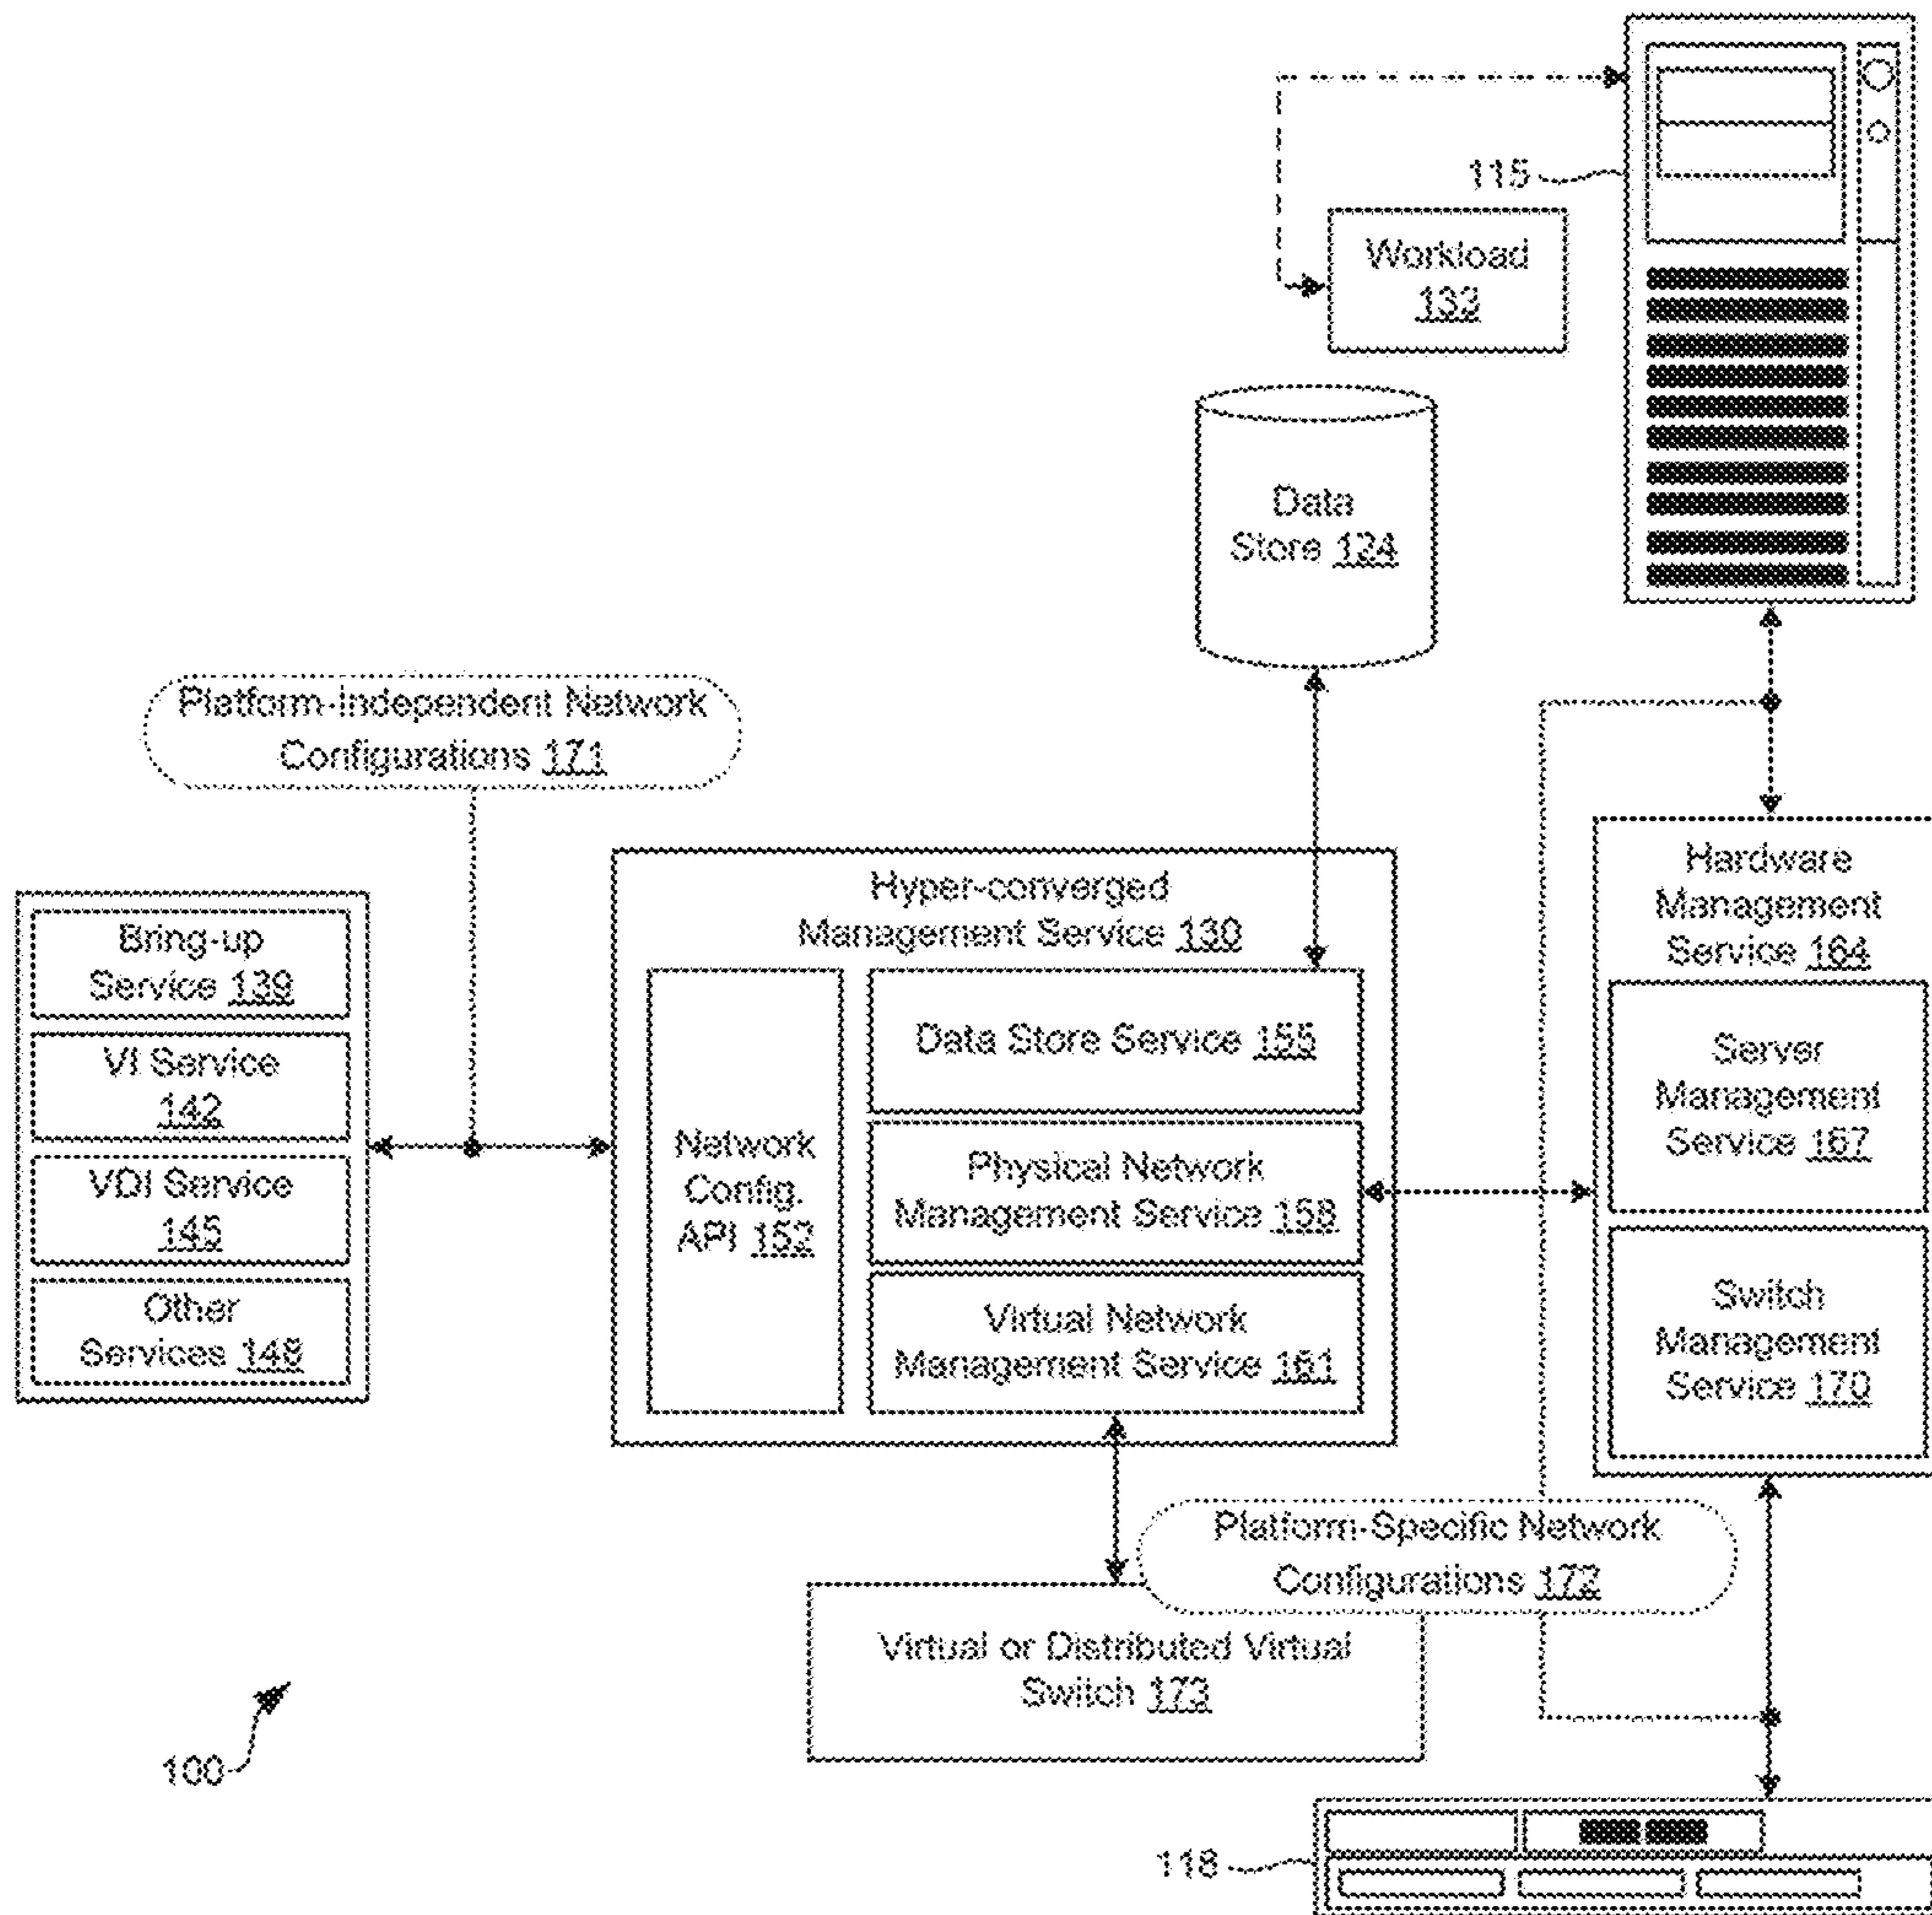 115
Workload
133
Data
Store 124
Platform-Independent Network
Configurations 171
Hyper-converged
Management Service 130
Hardware
Management
Service 164
Bring-up
Service 139
VI Service
142
VDI Service
145
Other
Services 148
Network
Config.
API 152
Data Store Service 155
Physical Network
Management Service 158
Virtual Network
Management Service 161
Server
Management
Service 167
Switch
Management
Service 170
Platform-Specific Network
Configurations 172
Virtual or Distributed Virtual
Switch 173
100
118